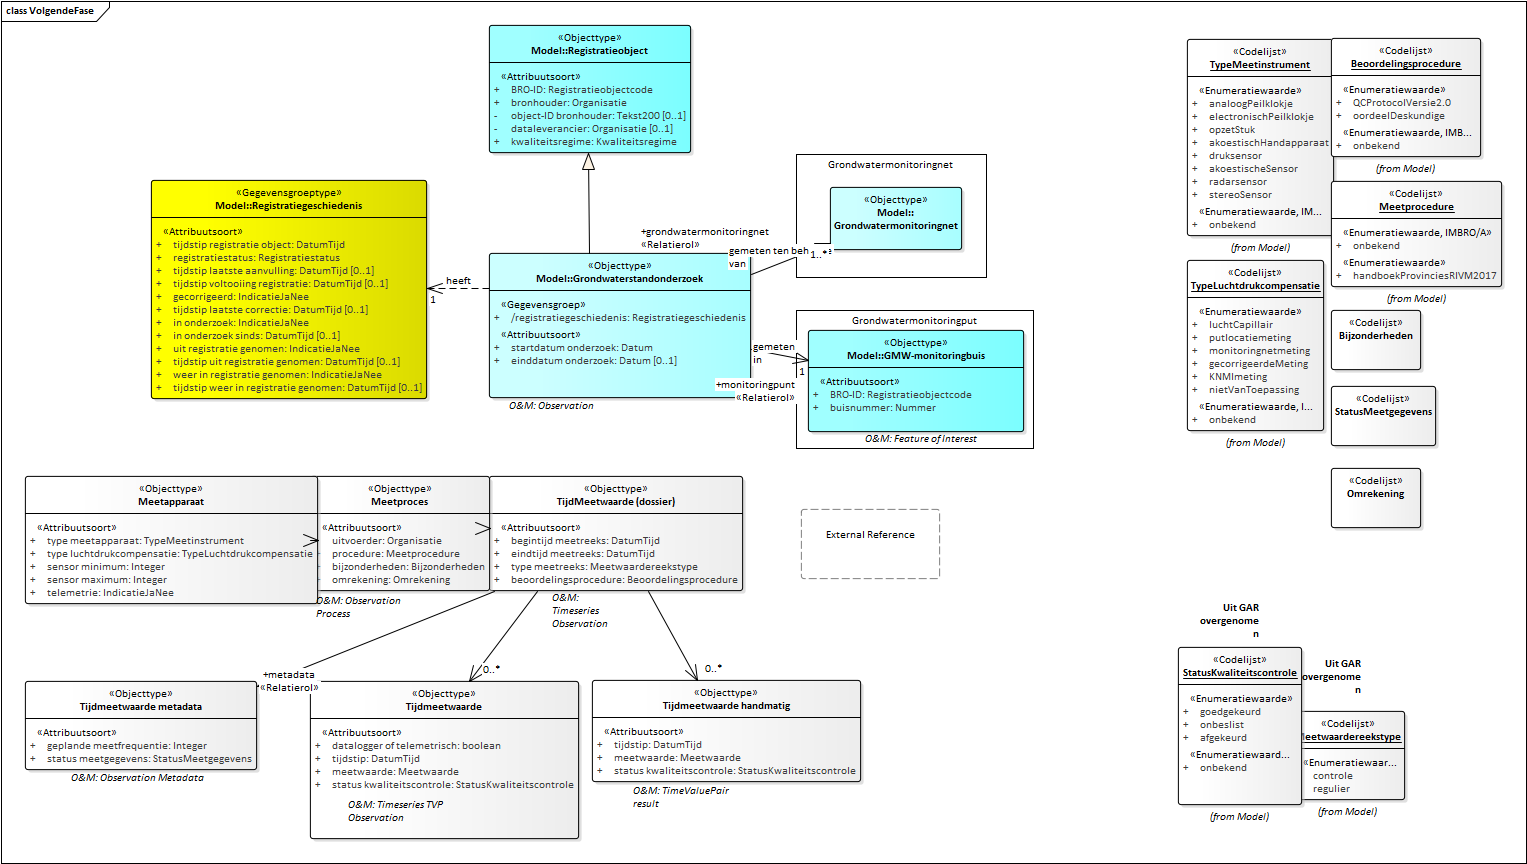 class VolgendeFase
«Objecttype»
Model::Registratieobject
«Attribuutsoort»
+ BRO-ID: Registratieobjectcode
+ bronhouder: Organisatie
- object-ID bronhouder: Tekst200 [0..1]
- dataleverancier: Organisatie [0..1]
+ kwaliteitsregime: Kwaliteitsregime
«Gegevensgroeptype»
Model::Registratiegeschiedenis
«Attribuutsoort»
+ tijdstip registratie object: DatumTijd
+ registratiestatus: Registratiestatus
+ tijdstip laatste aanvulling: DatumTijd [0..1]
+ tijdstip voltooiing registratie: DatumTijd [0..1]
+ gecorrigeerd: IndicatieJaNee
+ tijdstip laatste correctie: DatumTijd [0..1]
+ in onderzoek: IndicatieJaNee
+ in onderzoek sinds: DatumTijd [0..1]
+ uit registratie genomen: IndicatieJaNee
+ tijdstip uit registratie genomen: DatumTijd [0..1]
+ weer in registratie genomen: IndicatieJaNee
+ tijdstip weer in registratie genomen: DatumTijd [0..1]
heeft
1
«Objecttype»
Model::Grondwaterstandonderzoek
«Gegevensgroep»
+ /registratiegeschiedenis: Registratiegeschiedenis
«Attribuutsoort»
+ startdatum onderzoek: Datum
+ einddatum onderzoek: Datum [0..1]
O&M: Observation
+grondwatermonitoringnet
«Relatierol»
gemeten ten beh
van
1..*
Grondwatermonitoringnet
«Objecttype»
Model::
Grondwatermonitoringnet
gemeten
in
1
+monitoringpunt
«Relatierol»
Grondwatermonitoringput
«Objecttype»
Model::GMW-monitoringbuis
«Attribuutsoort»
+ BRO-ID: Registratieobjectcode
+ buisnummer: Nummer
O&M: Feature of Interest
«Codelijst»
TypeMeetinstrument
«Enumeratiewaarde»
+ analoogPeilklokje
+ electronischPeilklokje
+ opzetStuk
+ akoestischHandapparaat
+ druksensor
+ akoestischeSensor
+ radarsensor
+ stereoSensor
«Enumeratiewaarde, IM...
+ onbekend
(from Model)
«Codelijst»
Beoordelingsprocedure
«Enumeratiewaarde»
+ QCProtocolVersie2.0
+ oordeelDeskundige
«Enumeratiewaarde, IMB...
+ onbekend
(from Model)
«Codelijst»
Meetprocedure
«Enumeratiewaarde, IMBRO/A»
+ onbekend
«Enumeratiewaarde»
+ handboekProvinciesRIVM2017
(from Model)
«Codelijst»
TypeLuchtdrukcompensatie
«Enumeratiewaarde»
+ luchtCapillair
+ putlocatiemeting
+ monitoringnetmeting
+ gecorrigeerdeMeting
+ KNMImeting
+ nietVanToepassing
«Enumeratiewaarde, I...
+ onbekend
(from Model)
«Codelijst»
Bijzonderheden
«Codelijst»
StatusMeetgegevens
«Codelijst»
Omrekening
«Objecttype»
Meetapparaat
«Attribuutsoort»
+ type meetapparaat: TypeMeetinstrument
+ type luchtdrukcompensatie: TypeLuchtdrukcompensatie
+ sensor minimum: Integer
+ sensor maximum: Integer
+ telemetrie: IndicatieJaNee
«Objecttype»
Meetproces
«Attribuutsoort»
uitvoerder: Organisatie
procedure: Meetprocedure
+ bijzonderheden: Bijzonderheden
+ omrekening: Omrekening
O&M: Observation
Process
«Objecttype»
TijdMeetwaarde (dossier)
«Attribuutsoort»
+ begintijd meetreeks: DatumTijd
+ eindtijd meetreeks: DatumTijd
+ type meetreeks: Meetwaardereekstype
+ beoordelingsprocedure: Beoordelingsprocedure
O&M:
Timeseries
Observation
External Reference
+metadata
«Relatierol»
0..*
0..*
«Objecttype»
Tijdmeetwaarde metadata
«Attribuutsoort»
+ geplande meetfrequentie: Integer
+ status meetgegevens: StatusMeetgegevens
O&M: Observation Metadata
«Objecttype»
Tijdmeetwaarde
«Attribuutsoort»
+ datalogger of telemetrisch: boolean
+ tijdstip: DatumTijd
+ meetwaarde: Meetwaarde
+ status kwaliteitscontrole: StatusKwaliteitscontrole
O&M: Timeseries TVP
Observation
«Objecttype»
Tijdmeetwaarde handmatig
«Attribuutsoort»
+ tijdstip: DatumTijd
+ meetwaarde: Meetwaarde
+ status kwaliteitscontrole: StatusKwaliteitscontrole
O&M: TimeValuePair
result
Uit GAR
overgenome
n
«Codelijst»
StatusKwaliteitscontrole
«Enumeratiewaarde»
+ goedgekeurd
+ onbeslist
+ afgekeurd
«Enumeratiewaard...
+ onbekend
(from Model)
Uit GAR
overgenome
n
«Codelijst»
eetwaardereekstype
«Enumeratiewaar...
controle
regulier
(from Model)